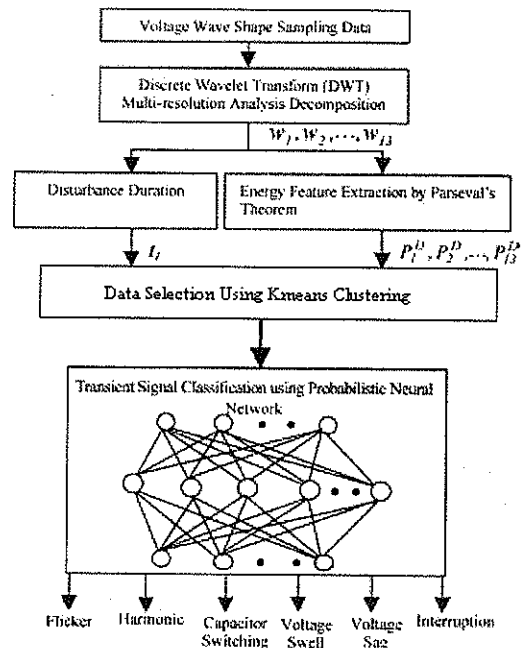 Voltage Wave Shape Sampling Data
Discrete Wavelet Transform (DWT)
Multi-resolution Analysis Decomposition
W1, W2, ..., W13
Disturbance Duration
Energy Feature Extraction by Parseval's
Theorem
P1D, P2D, ..., P13D
Data Selection Using Kmeans Clustering
Transient Signal Classification using Probabilistic Neural
Network
Flicker
Harmonic
Capacitor
Switching
Voltage
Swell
Voltage
Sag
Interruption